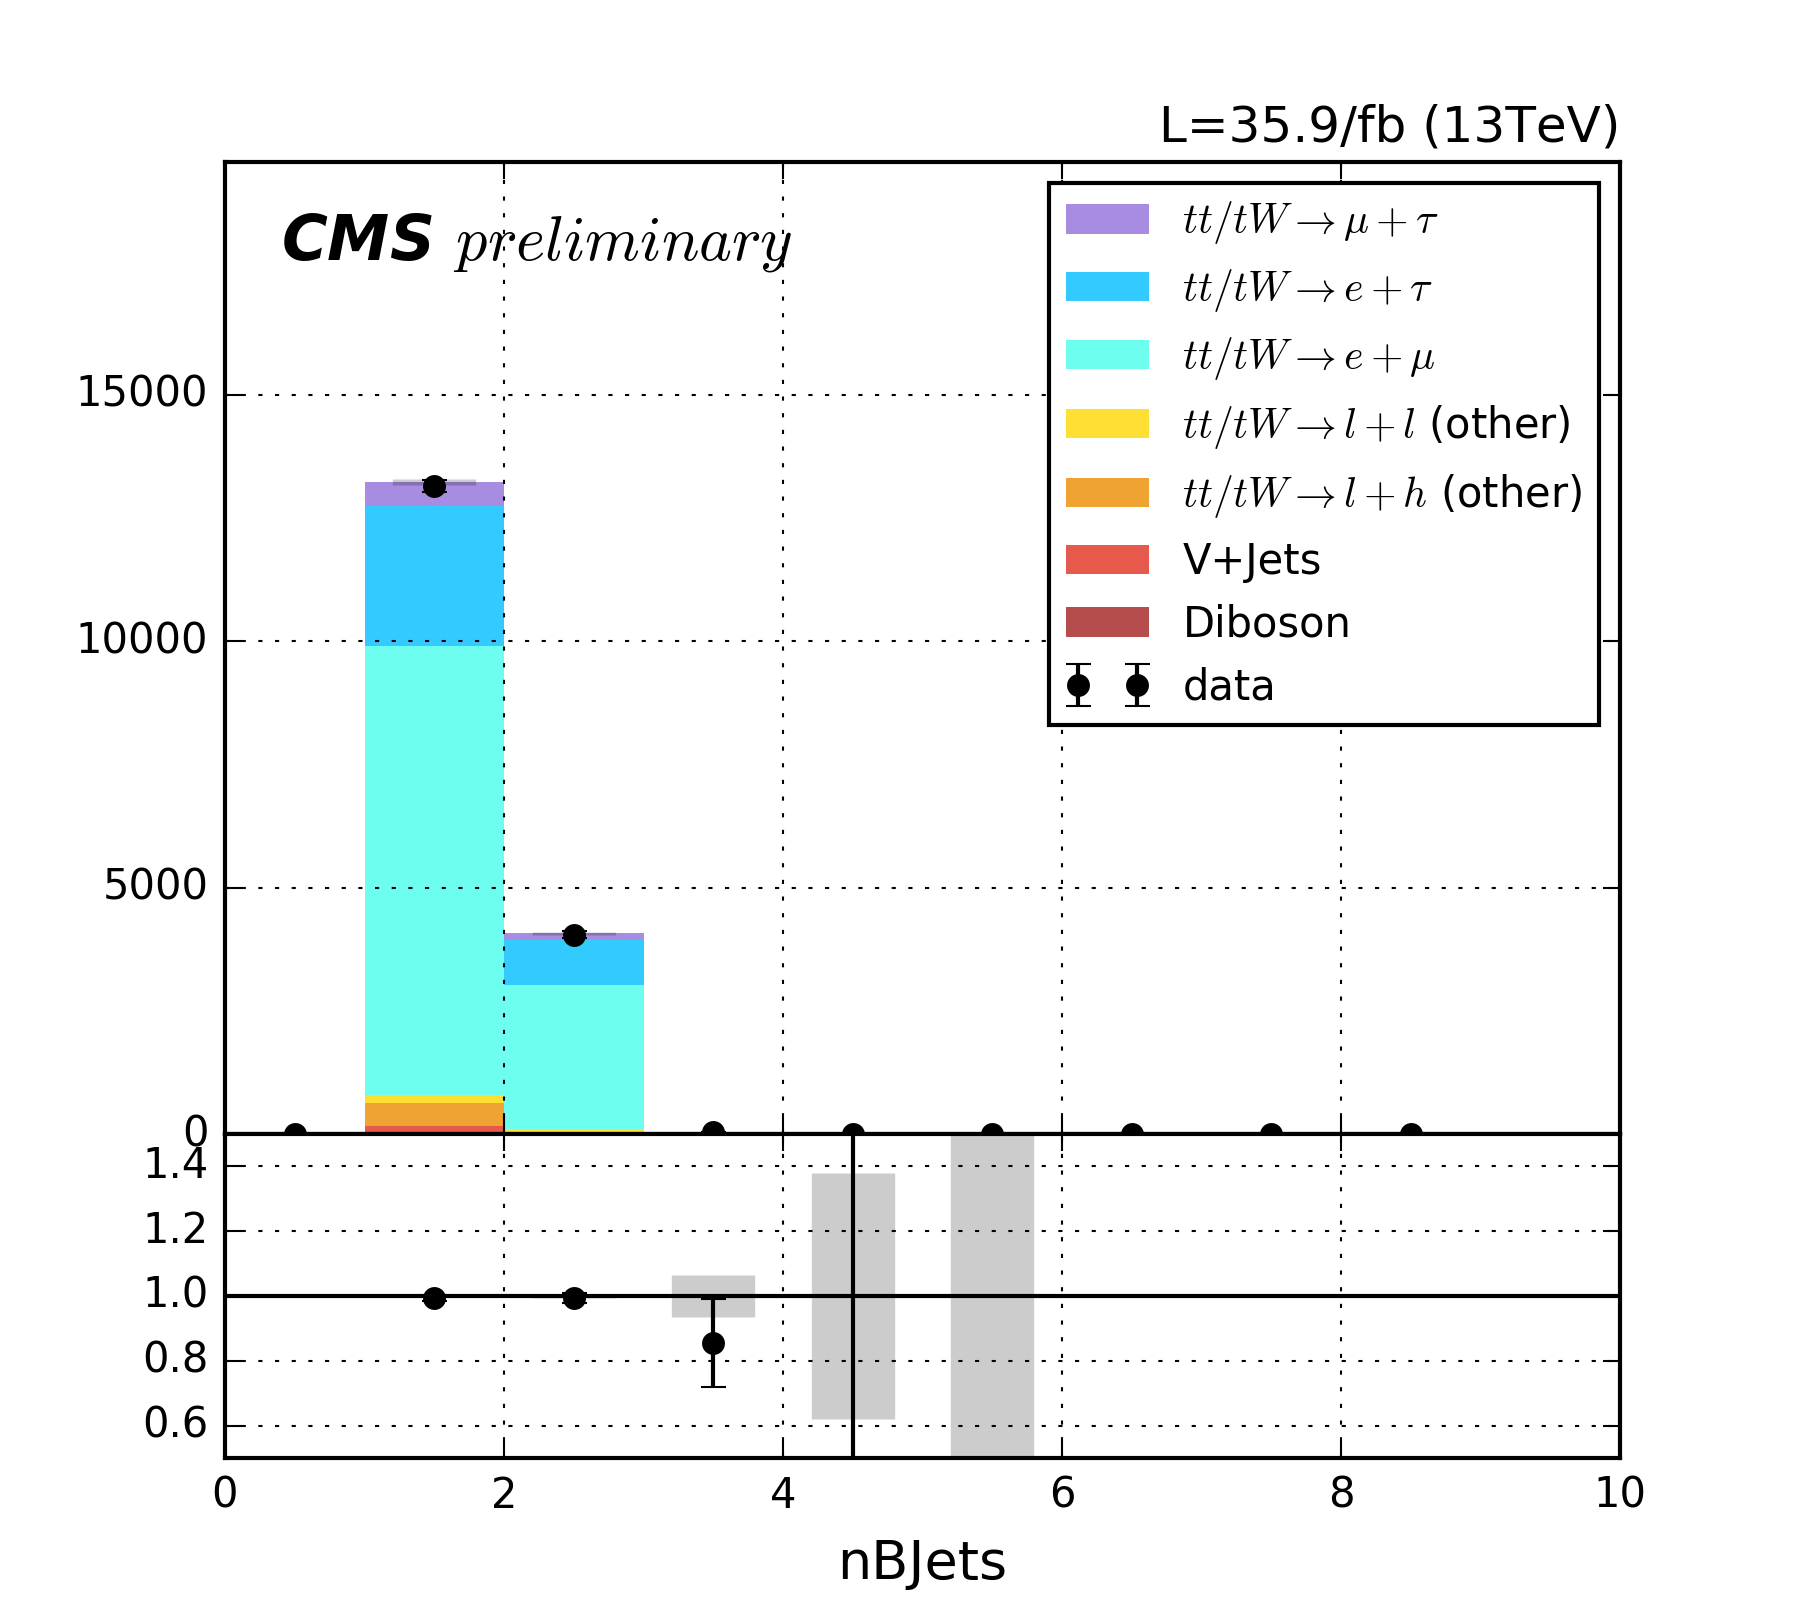 L=35.9/fb (13TeV)
CMS preliminary
tt/tW→μ+τ
tt/tW→e+τ
tt/tW→e+μ
tt/tW→l+l (other)
tt/tW→l+h (other)
V+Jets
Diboson
data
15000
10000
5000
0
1.4
1.2
1.0
0.8
0.6
0 2 4 6 8 10
nBJets